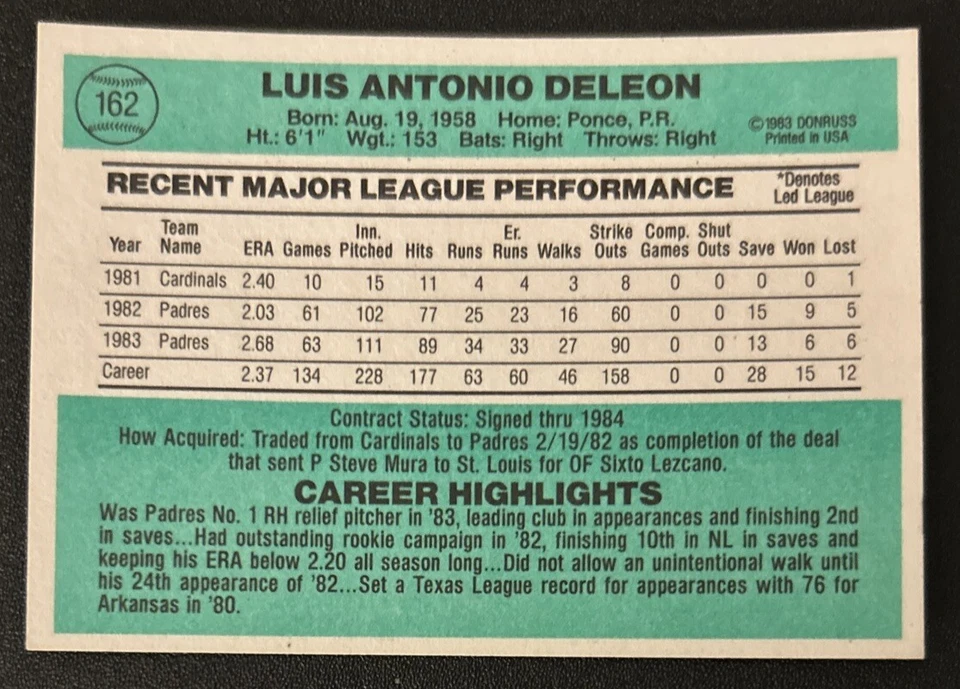 162
LUIS ANTONIO DELEON
Born: Aug. 19, 1958 Home: Ponce, P.R.
Ht.: 6'1" Wgt.: 153 Bats: Right Throws: Right
©1983 DONRUSS
Printed in USA
RECENT MAJOR LEAGUE PERFORMANCE
*Denotes
Led League
Year Team Name ERA Games Inn. Pitched Hits Runs Er. Runs Walks Strike Outs Comp. Games Shut Outs Save Won Lost
1981 Cardinals 2.40 10 15 11 4 4 3 8 0 0 0 0 1
1982 Padres 2.03 61 102 77 25 23 16 60 0 0 15 9 5
1983 Padres 2.68 63 111 89 34 33 27 90 0 0 13 6 6
Career 2.37 134 228 177 63 60 46 158 0 0 28 15 12
Contract Status: Signed thru 1984
How Acquired: Traded from Cardinals to Padres 2/19/82 as completion of the deal
that sent P Steve Mura to St. Louis for OF Sixto Lezcano.
CAREER HIGHLIGHTS
Was Padres No. 1 RH relief pitcher in '83, leading club in appearances and finishing 2nd
in saves...Had outstanding rookie campaign in '82, finishing 10th in NL in saves and
keeping his ERA below 2.20 all season long...Did not allow an unintentional walk until
his 24th appearance of '82...Set a Texas League record for appearances with 76 for
Arkansas in '80.